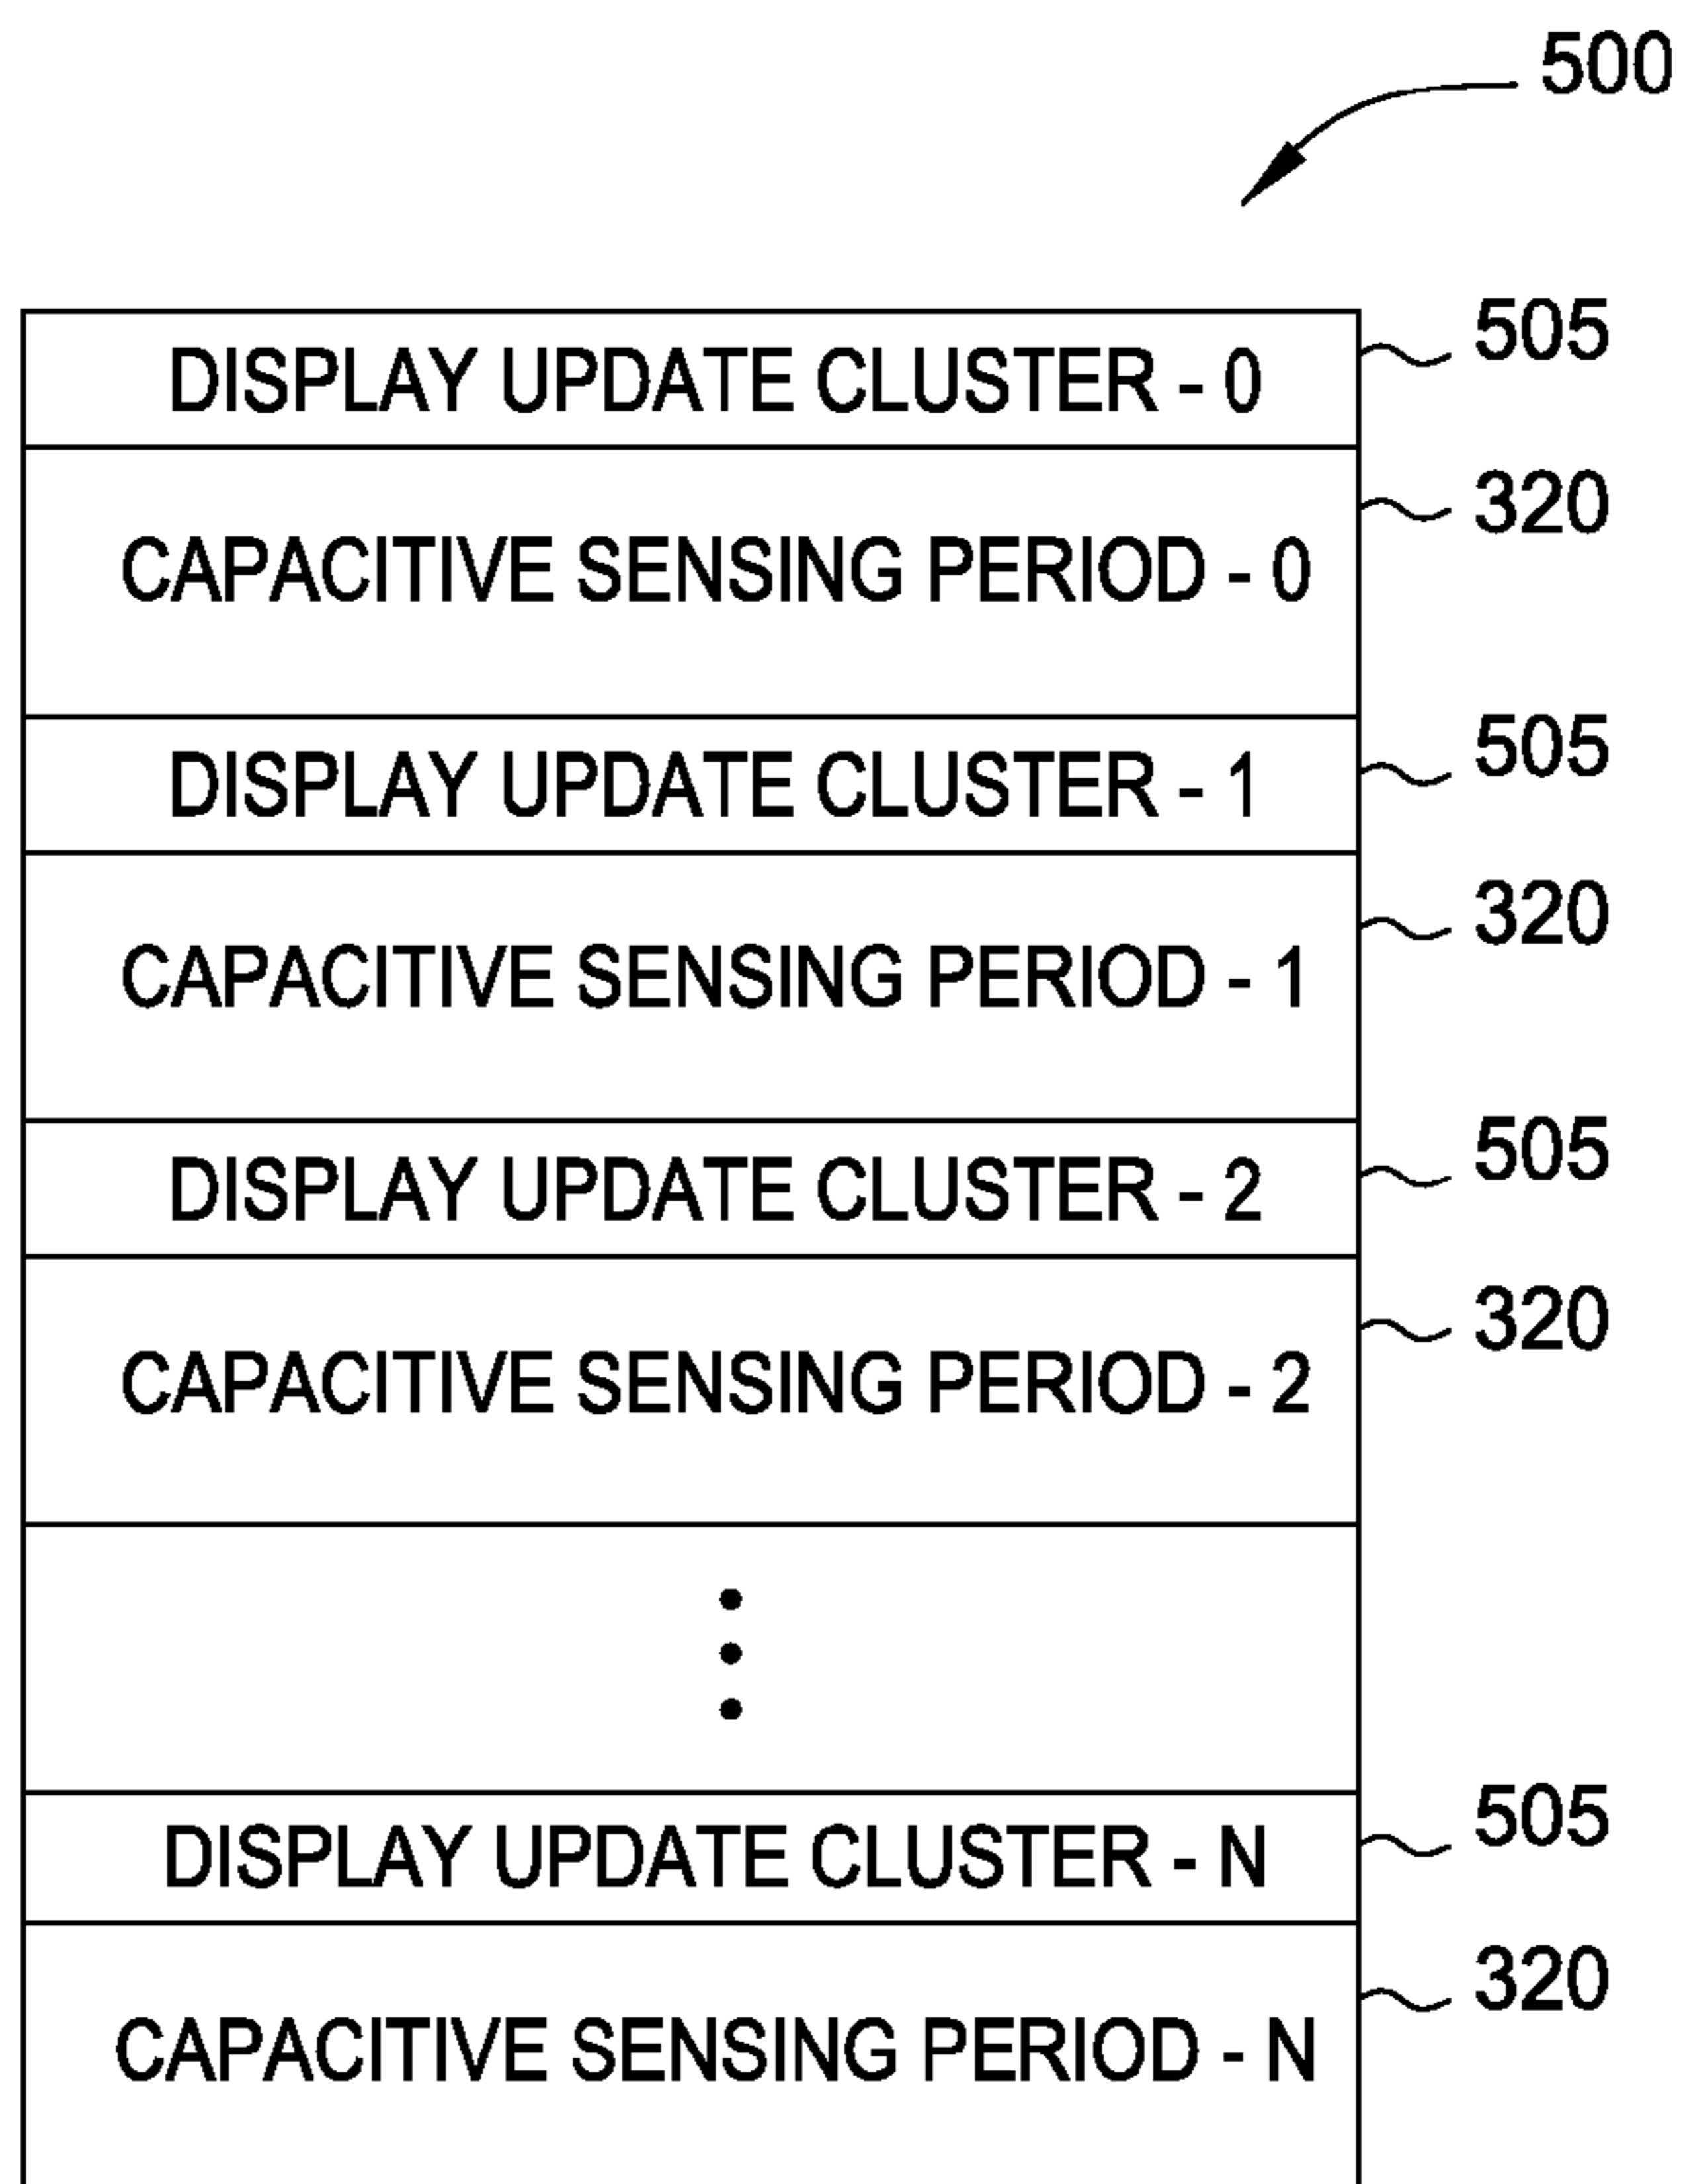 500
DISPLAY UPDATE CLUSTER - 0 505
CAPACITIVE SENSING PERIOD - 0 320
DISPLAY UPDATE CLUSTER - 1 505
CAPACITIVE SENSING PERIOD - 1 320
DISPLAY UPDATE CLUSTER - 2 505
CAPACITIVE SENSING PERIOD - 2 320
DISPLAY UPDATE CLUSTER - N 505
CAPACITIVE SENSING PERIOD - N 320